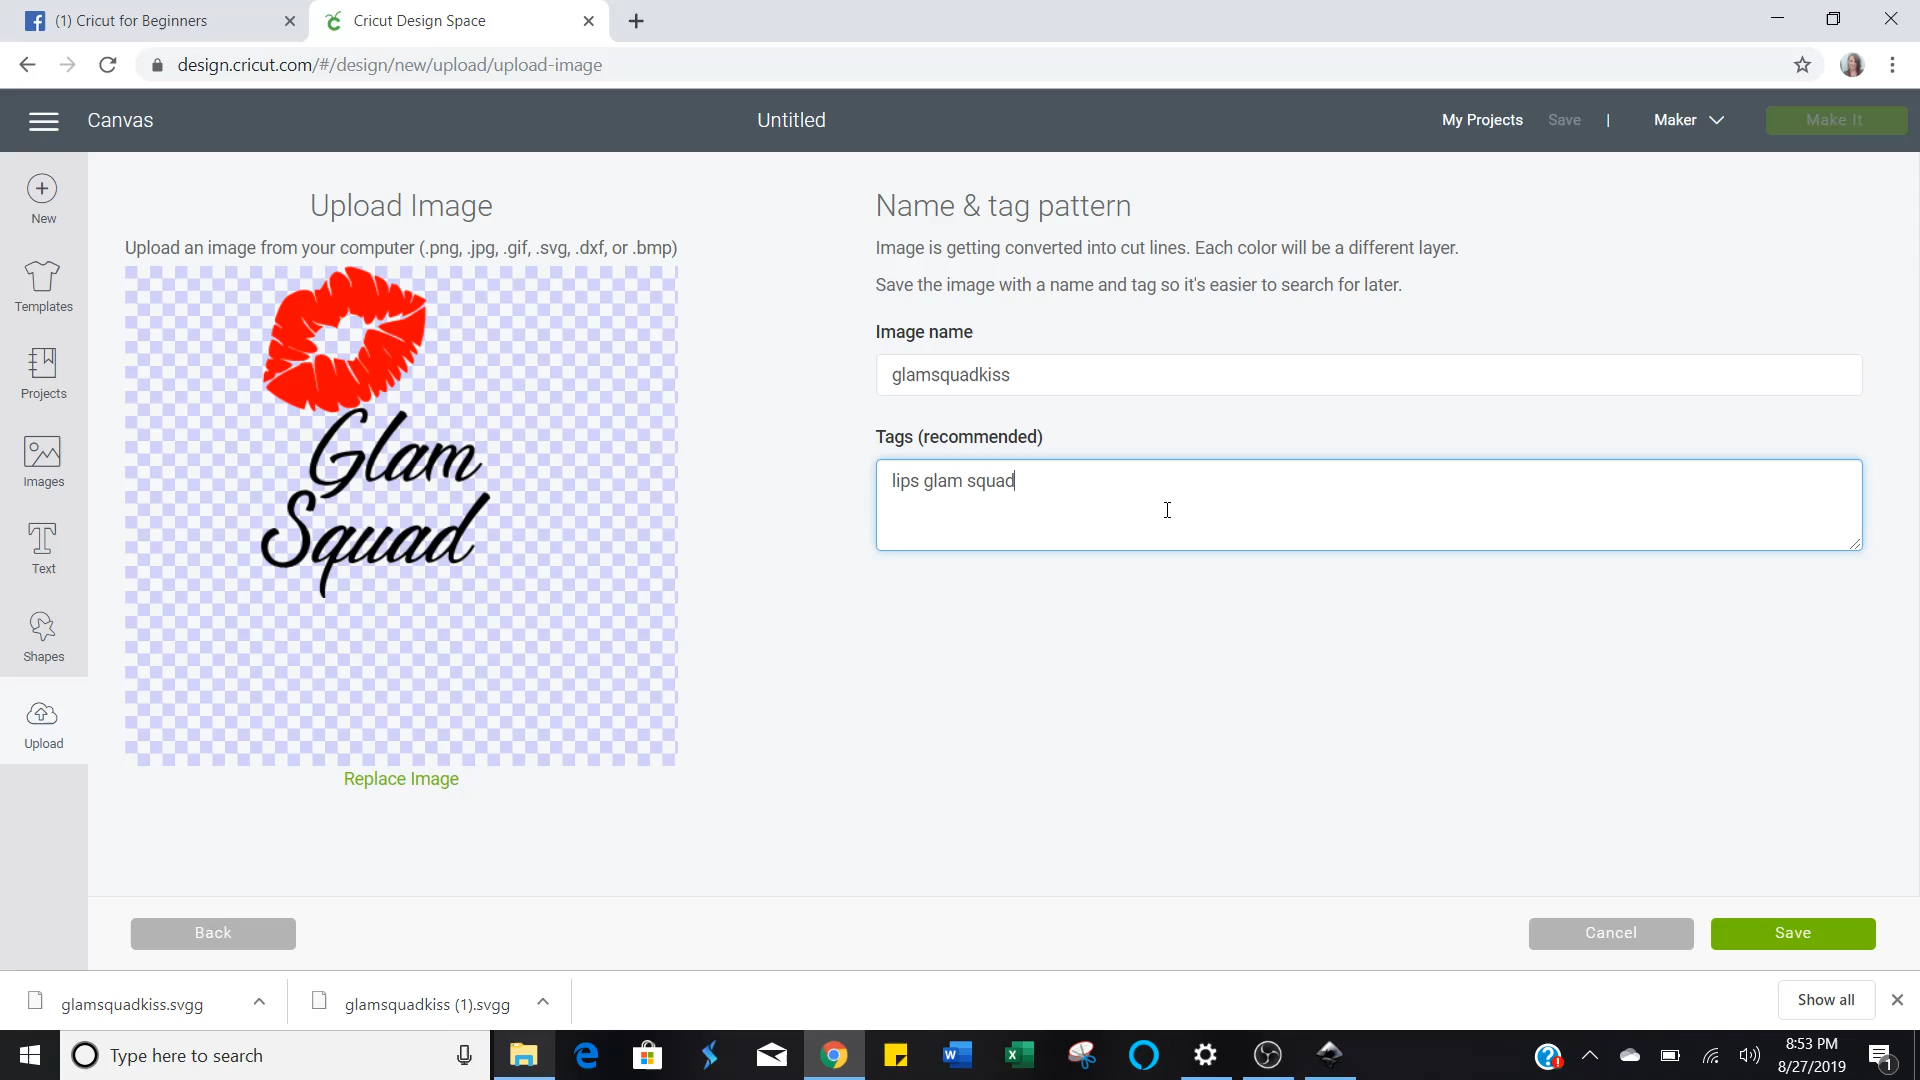 (1) Cricut for Beginners
Cricut Design Space
design.cricut.com/#/design/new/upload/upload-image
Canvas
Untitled
My Projects
Save
|
Maker
Make It
New
Templates
Projects
Images
Text
Shapes
Upload
Upload Image
Upload an image from your computer (.png, .jpg, .gif, .svg, .dxf, or .bmp)
Glam
Squad
Replace Image
Name & tag pattern
Image is getting converted into cut lines. Each color will be a different layer.
Save the image with a name and tag so it's easier to search for later.
Image name
glamsquadkiss
Tags (recommended)
lips glam squad
Back
Cancel
Save
glamsquadkiss.svgg
glamsquadkiss (1).svgg
Show all
Type here to search
8:53 PM
8/27/2019
1